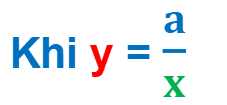 Khi y = a/x